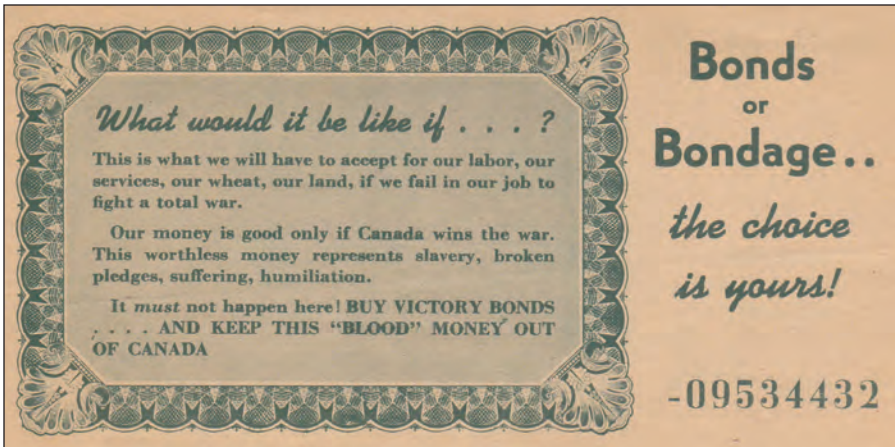 What would it be like if . . . ?
This is what we will have to accept for our labor, our
services, our wheat, our land, if we fail in our job to
fight a total war.
Our money is good only if Canada wins the war.
This worthless money represents slavery, broken
pledges, suffering, humiliation.
It must not happen here! BUY VICTORY BONDS
. . . . AND KEEP THIS “BLOOD” MONEY OUT
OF CANADA
Bonds
or
Bondage..
the choice
is yours!
-09534432